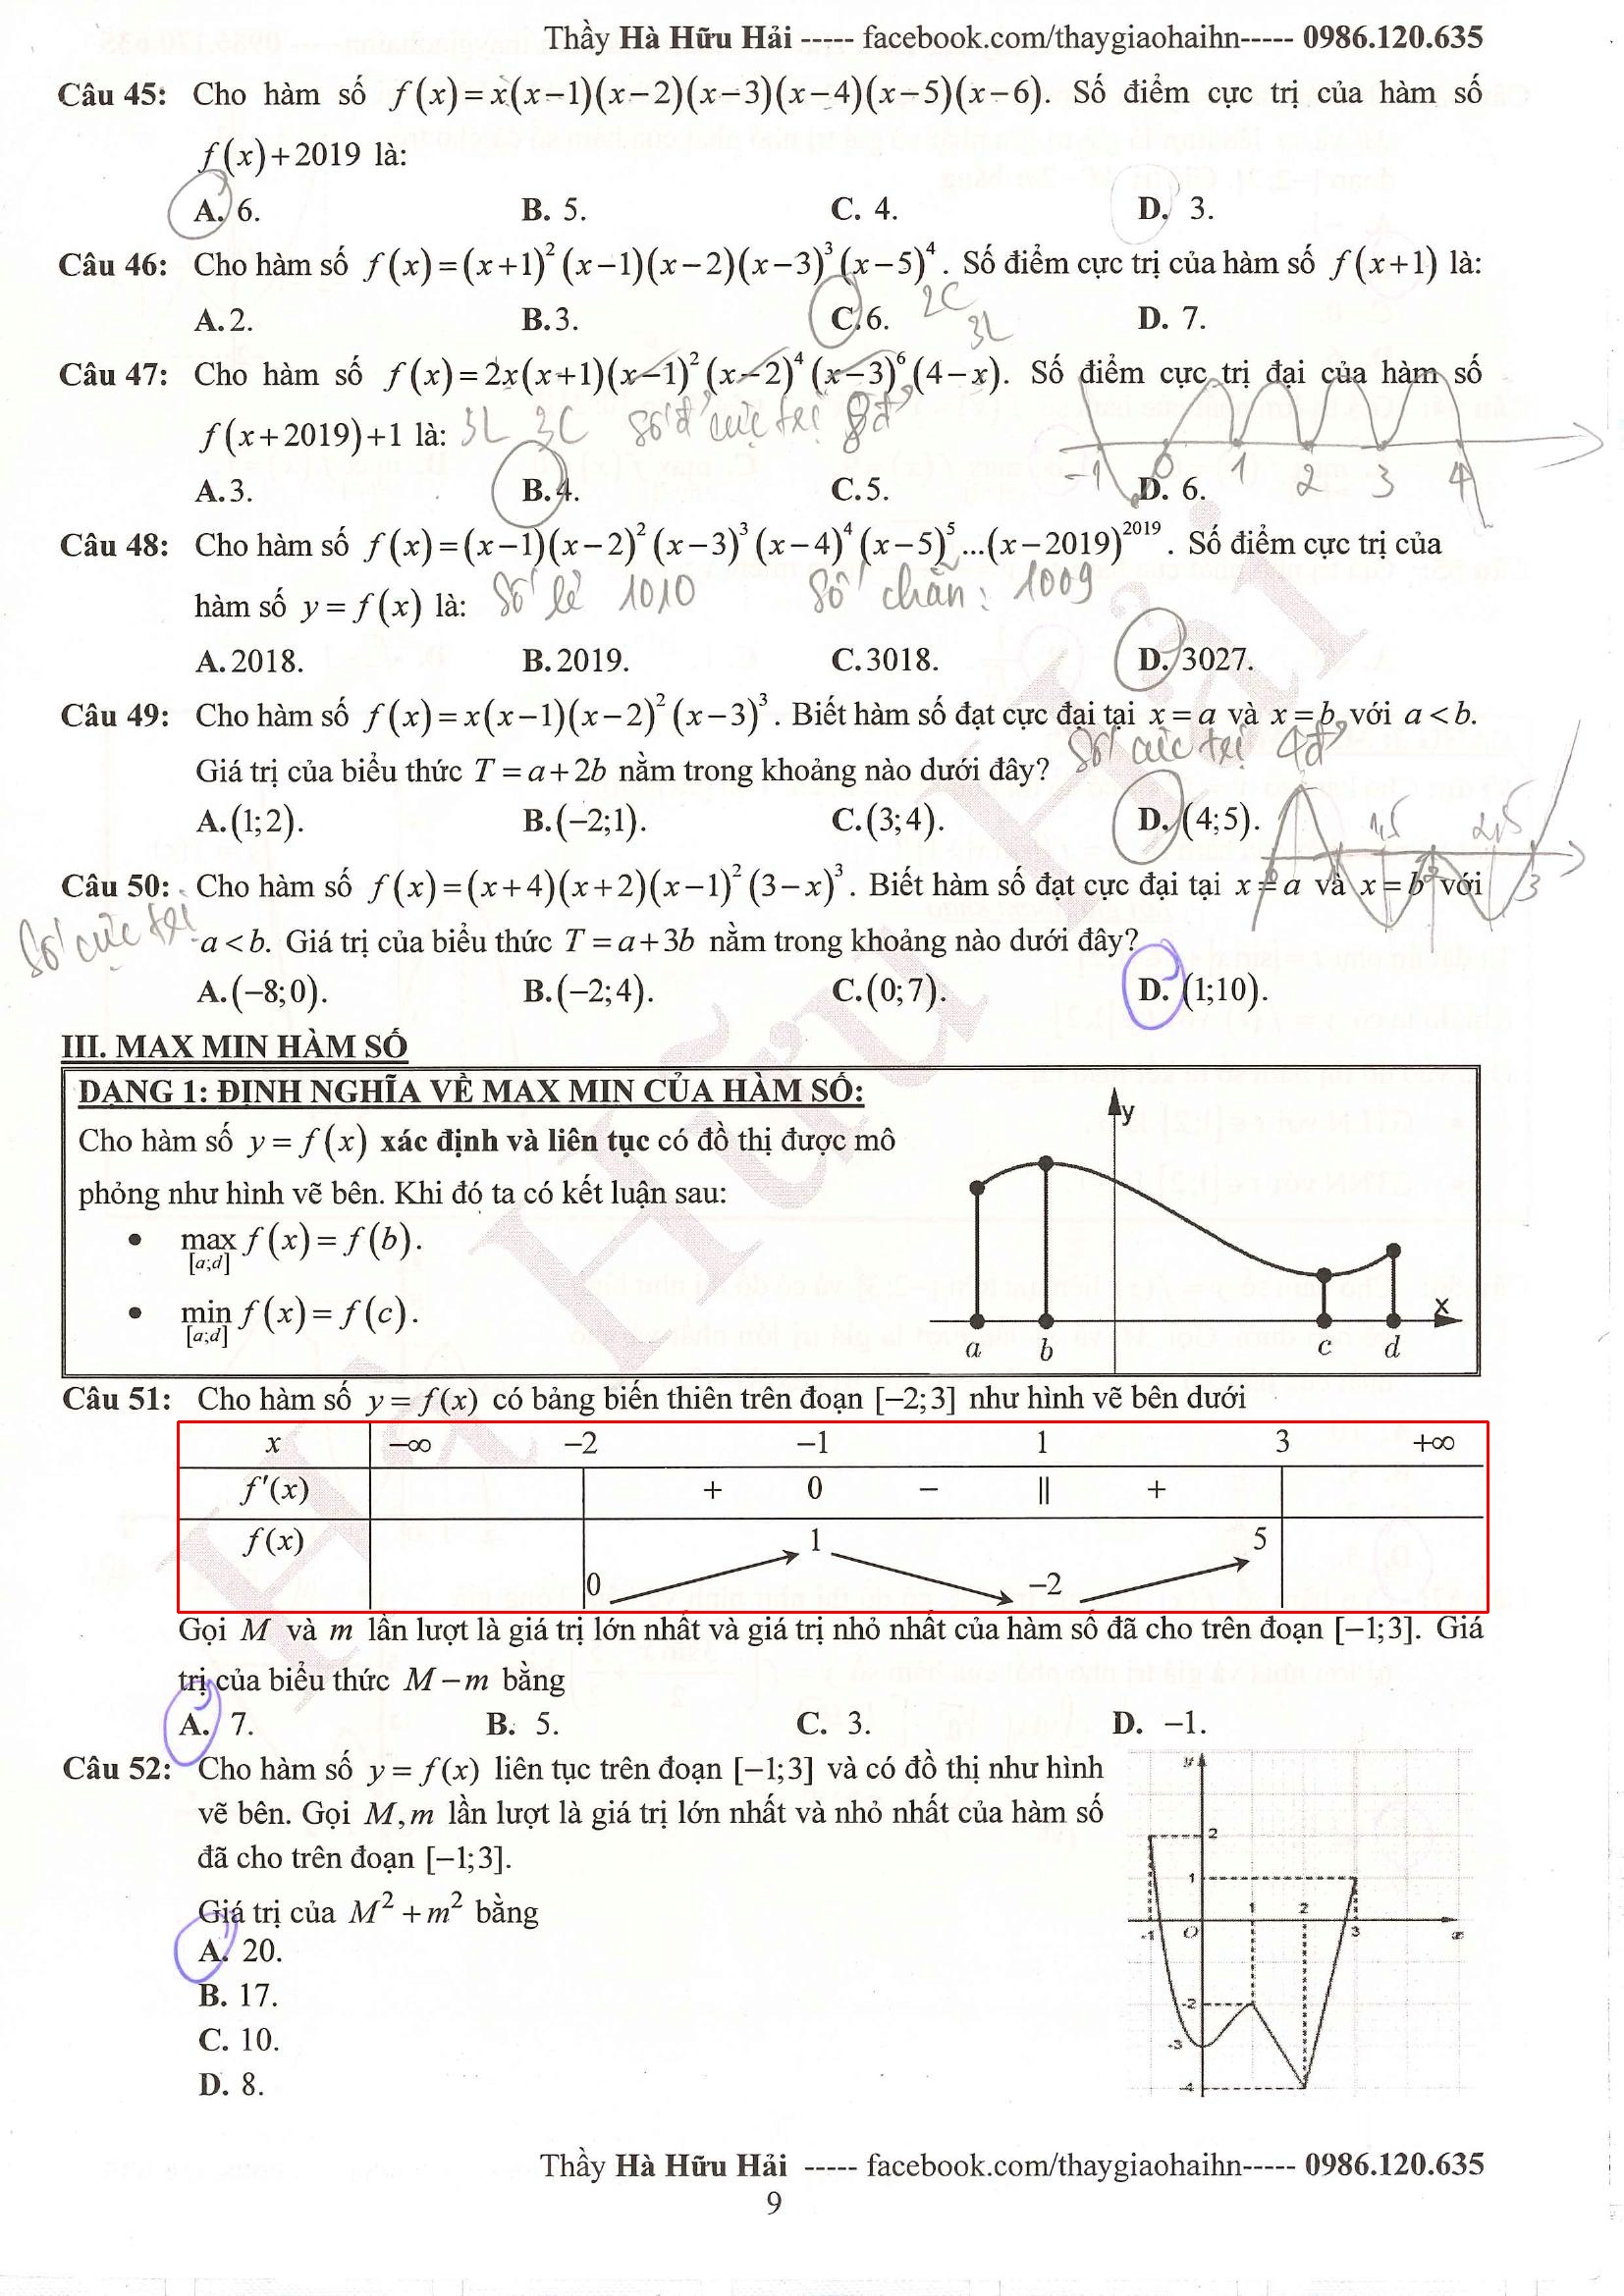 Thầy Hà Hữu Hải ----- facebook.com/thaygiaohaihn----- 0986.120.635
Câu 45: Cho hàm số f(x)=x(x−1)(x−2)(x−3)(x−4)(x−5)(x−6). Số điểm cực trị của hàm số
f(x)+2019 là:
A. 6. B. 5. C. 4. D. 3.
Câu 46: Cho hàm số f(x)=(x+1)²(x−1)(x−2)(x−3)³(x−5)⁴. Số điểm cực trị của hàm số f(x+1) là:
2C
A. 2. B. 3. C. 6. D. 7.
3L
Câu 47: Cho hàm số f(x)=2x(x+1)(x−1)²(x−2)⁴(x−3)⁶(4−x). Số điểm cực trị đại của hàm số
f(x+2019)+1 là: 3L 3C số đ' cực trị 8đ'
-1 0 1 2 3 4
A. 3. B. 4. C. 5. D. 6.
Câu 48: Cho hàm số f(x)=(x−1)(x−2)²(x−3)³(x−4)⁴(x−5)⁵...(x−2019)²⁰¹⁹. Số điểm cực trị của
hàm số y=f(x) là: Số lẻ 1010 Số chẵn: 1009
A. 2018. B. 2019. C. 3018. D. 3027.
Câu 49: Cho hàm số f(x)=x(x−1)(x−2)²(x−3)³. Biết hàm số đạt cực đại tại x=a và x=b, với a<b.
Giá trị của biểu thức T=a+2b nằm trong khoảng nào dưới đây? Số cực trị 4đ'
A. (1;2). B. (−2;1). C. (3;4). D. (4;5).
1,5 2,5
2 3
Câu 50: Cho hàm số f(x)=(x+4)(x+2)(x−1)²(3−x)³. Biết hàm số đạt cực đại tại x=a và x=b với
Số cực trị
a<b. Giá trị của biểu thức T=a+3b nằm trong khoảng nào dưới đây?
A. (−8;0). B. (−2;4). C. (0;7). D. (1;10).
III. MAX MIN HÀM SỐ
DẠNG 1: ĐỊNH NGHĨA VỀ MAX MIN CỦA HÀM SỐ:
Cho hàm số y=f(x) xác định và liên tục có đồ thị được mô
phỏng như hình vẽ bên. Khi đó ta có kết luận sau:
• max f(x)=f(b).
[a;d]
• min f(x)=f(c).
[a;d]
y
x
a b c d
Câu 51: Cho hàm số y=f(x) có bảng biến thiên trên đoạn [−2;3] như hình vẽ bên dưới
x −∞ −2 −1 1 3 +∞
f′(x) + 0 − || +
f(x) 1 5
0 −2
Gọi M và m lần lượt là giá trị lớn nhất và giá trị nhỏ nhất của hàm số đã cho trên đoạn [−1;3]. Giá
trị của biểu thức M−m bằng
A. 7. B. 5. C. 3. D. −1.
Câu 52: Cho hàm số y=f(x) liên tục trên đoạn [−1;3] và có đồ thị như hình
vẽ bên. Gọi M,m lần lượt là giá trị lớn nhất và nhỏ nhất của hàm số
đã cho trên đoạn [−1;3].
Giá trị của M²+m² bằng
A. 20.
B. 17.
C. 10.
D. 8.
y
2
1
1 2
-1 O 3 x
-2
-3
-4
Thầy Hà Hữu Hải ----- facebook.com/thaygiaohaihn----- 0986.120.635
9
Hà Hữu Hải